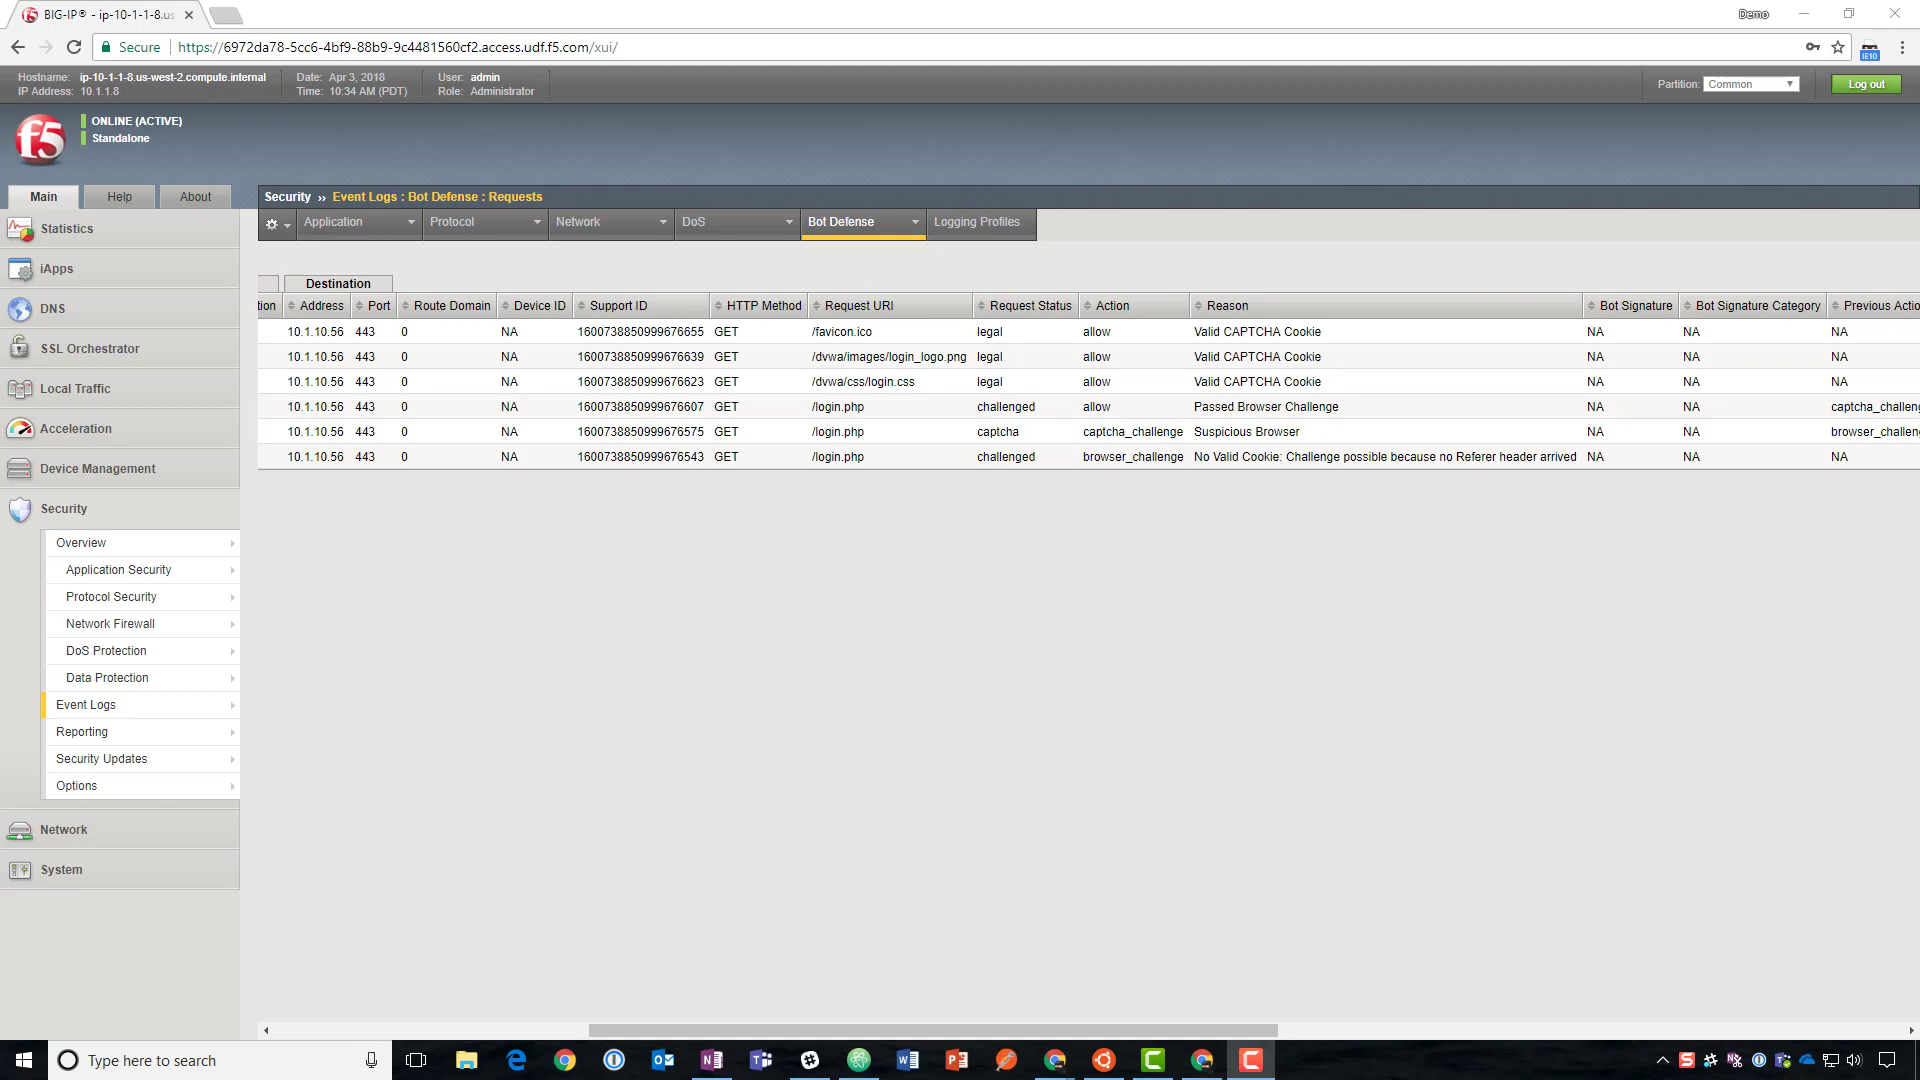 BIG-IP® - ip-10-1-1-8.us
Demo
Secure
https://6972da78-5cc6-4bf9-88b9-9c4481560cf2.access.udf.f5.com/xui/
IE10
Hostname: ip-10-1-1-8.us-west-2.compute.internal Date: Apr 3, 2018 User: admin
IP Address: 10.1.1.8 Time: 10:34 AM (PDT) Role: Administrator
Partition: Common Log out
f5
ONLINE (ACTIVE)
Standalone
Main Help About
Security ›› Event Logs : Bot Defense : Requests
Application Protocol Network DoS Bot Defense Logging Profiles
Statistics
iApps
DNS
SSL Orchestrator
Local Traffic
Acceleration
Device Management
Security
Overview
Application Security
Protocol Security
Network Firewall
DoS Protection
Data Protection
Event Logs
Reporting
Security Updates
Options
Network
System
Destination
tion Address Port Route Domain Device ID Support ID HTTP Method Request URI Request Status Action Reason Bot Signature Bot Signature Category Previous Actio
10.1.10.56 443 0 NA 1600738850999676655 GET /favicon.ico legal allow Valid CAPTCHA Cookie NA NA NA
10.1.10.56 443 0 NA 1600738850999676639 GET /dvwa/images/login_logo.png legal allow Valid CAPTCHA Cookie NA NA NA
10.1.10.56 443 0 NA 1600738850999676623 GET /dvwa/css/login.css legal allow Valid CAPTCHA Cookie NA NA NA
10.1.10.56 443 0 NA 1600738850999676607 GET /login.php challenged allow Passed Browser Challenge NA NA captcha_challeng
10.1.10.56 443 0 NA 1600738850999676575 GET /login.php captcha captcha_challenge Suspicious Browser NA NA browser_challen
10.1.10.56 443 0 NA 1600738850999676543 GET /login.php challenged browser_challenge No Valid Cookie: Challenge possible because no Referer header arrived NA NA NA
Type here to search